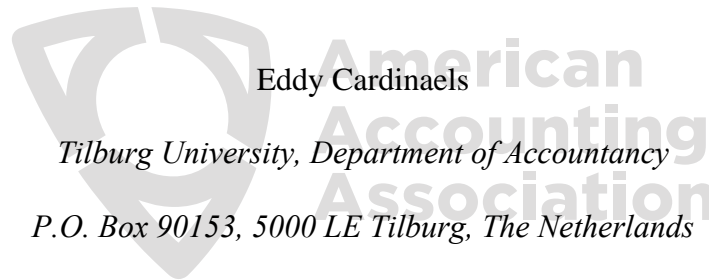 American
Accounting
Association
Eddy Cardinaels
Tilburg University, Department of Accountancy
P.O. Box 90153, 5000 LE Tilburg, The Netherlands